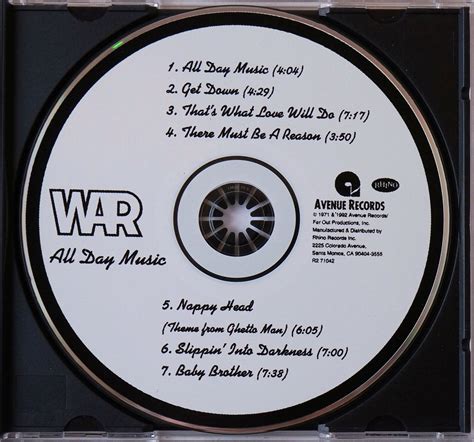 1. All Day Music (4:04)
2. Get Down (4:29)
3. That's What Love Will Do (7:17)
4. There Must Be A Reason (3:50)
WAR
All Day Music
RHINO
AVENUE RECORDS
© 1971 & 1992 Avenue Records/
Far Out Productions, Inc.
Manufactured & Distributed by
Rhino Records Inc.
2225 Colorado Avenue,
Santa Monica, CA 90404-3555
R2 71042
5. Nappy Head
(Theme from Ghetto Man) (6:05)
6. Slippin' Into Darkness (7:00)
7. Baby Brother (7:38)